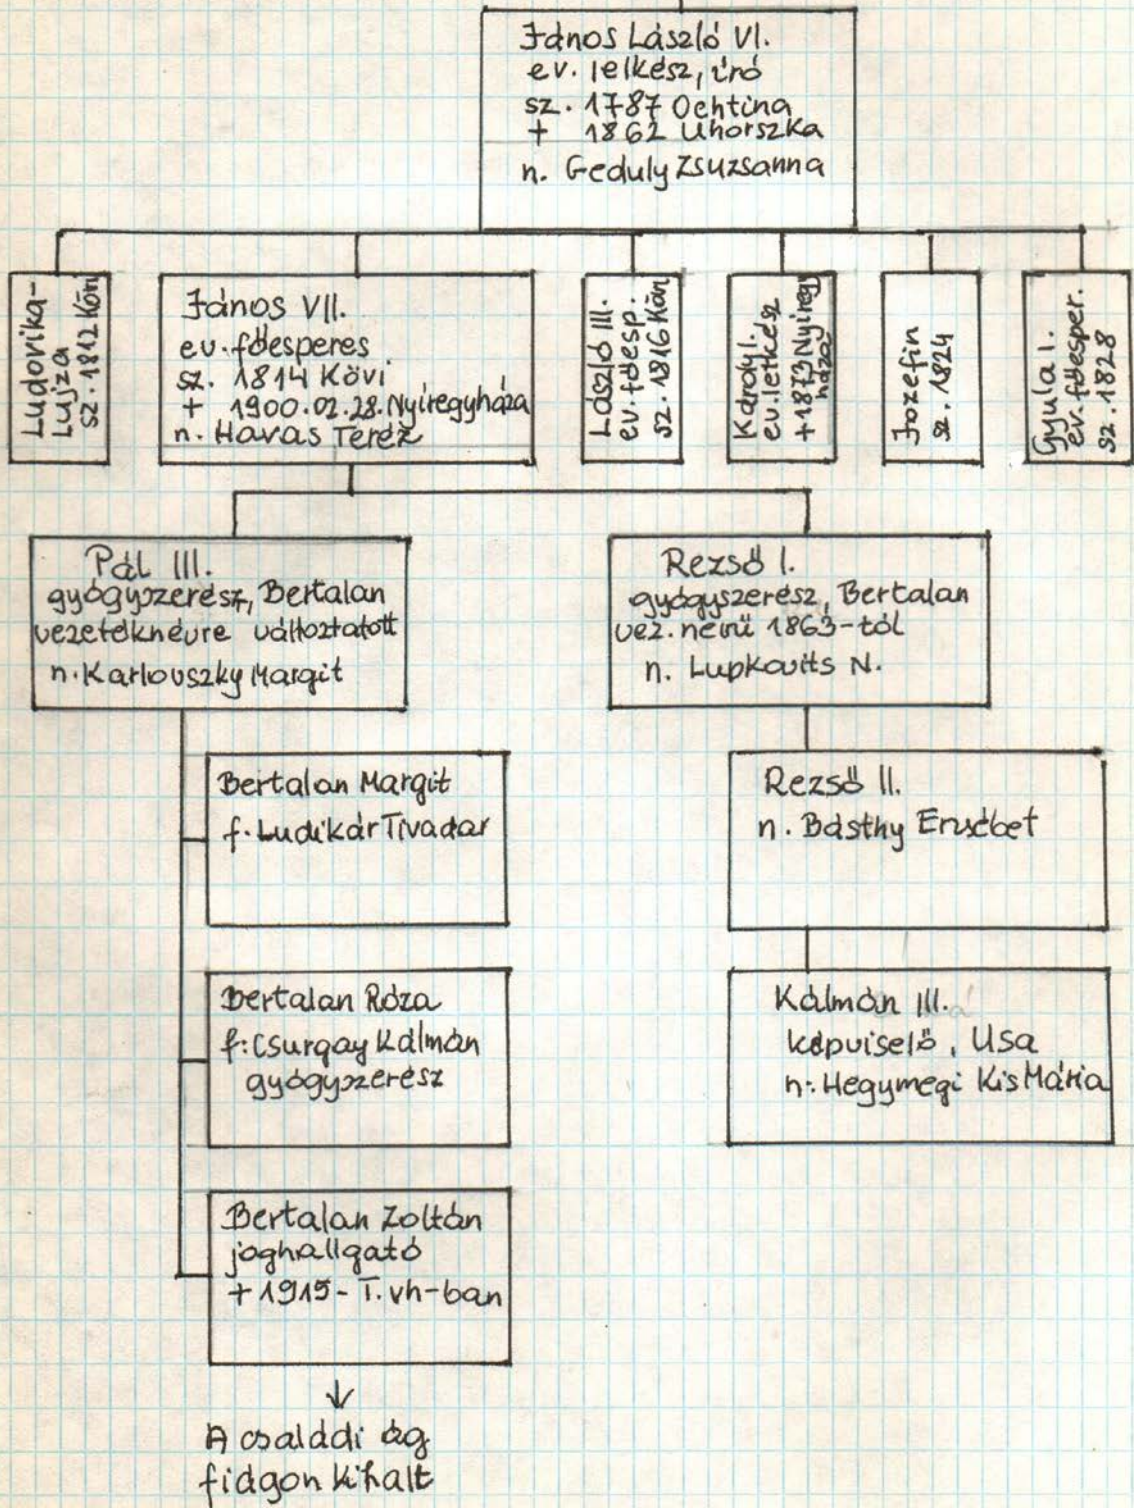 János László VI.
ev. lelkész, író
sz. 1787 Ochtina
+ 1862 Uhorszka
n. Geduly Zsuzsanna
Ludovika-
Lujza
sz. 1812 Kövi
János VII.
ev. főesperes
sz. 1814 Kövi
+ 1900.02.28. Nyíregyháza
n. Havas Teréz
László III.
ev. főesp.
sz. 1816 Kövi
Károly I.
ev. lelkész
+1873 Nyíregy
háza
Jozefin
sz. 1824
Gyula I.
ev. főesper.
sz. 1828
Pál III.
gyógyszerész, Bertalan
vezetéknévre változtatott
n. Karlovszky Margit
Rezső I.
gyógyszerész, Bertalan
vez. nevű 1863-tól
n. Lupkovits N.
Bertalan Margit
f. Ludikár Tivadar
Rezső II.
n. Básthy Erzsébet
Bertalan Róza
f: Csurgay Kálmán
gyógyszerész
Kálmán III.
képviselő, Usa
n: Hegymegi Kis Mária
Bertalan Zoltán
joghallgató
+ 1915 - I. vh-ban
↓
A családi ág
fiágon kihalt